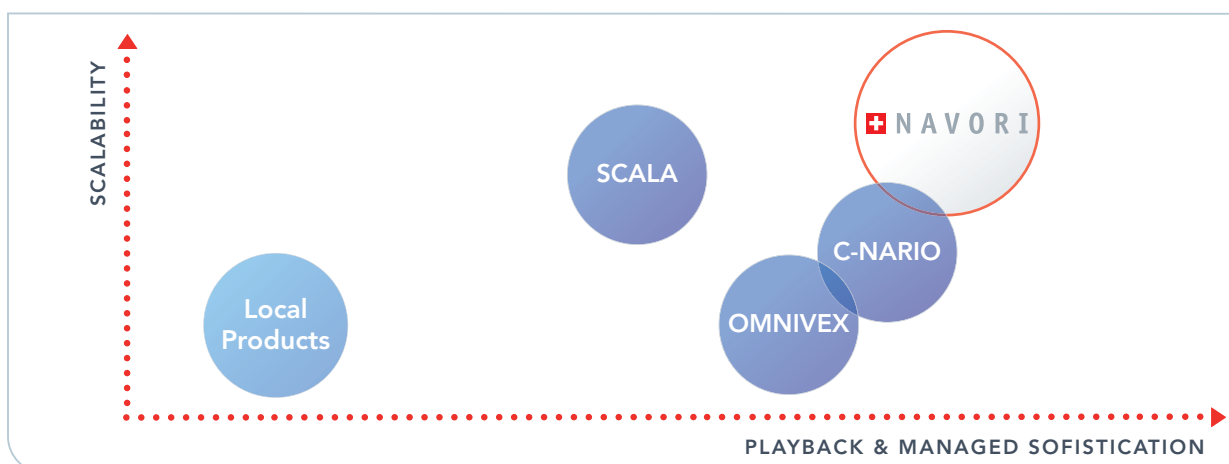 SCALABILITY
NAVORI
SCALA
C-NARIO
Local
Products
OMNIVEX
PLAYBACK & MANAGED SOFISTICATION